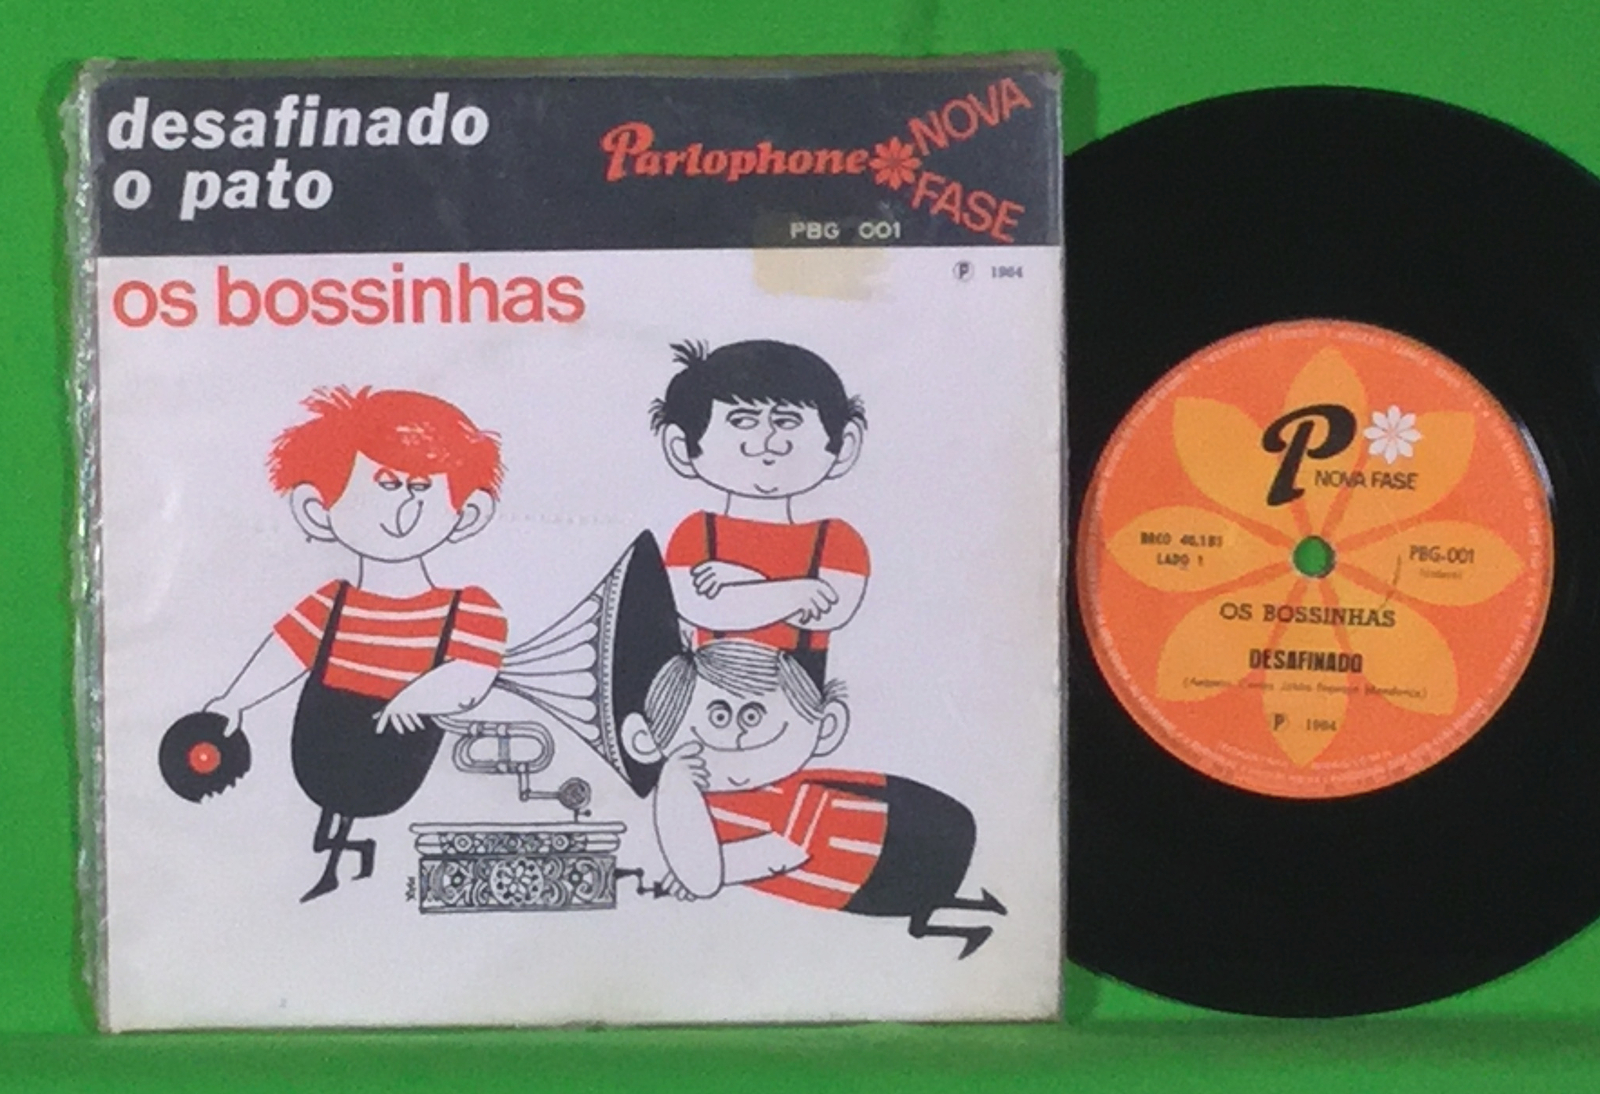 desafinado
o pato
Parlophone
NOVA
FASE
PBG 001
P 1964
os bossinhas
P
NOVA FASE
LADO 1
PBG-001
OS BOSSINHAS
DESAFINADO
P 1964